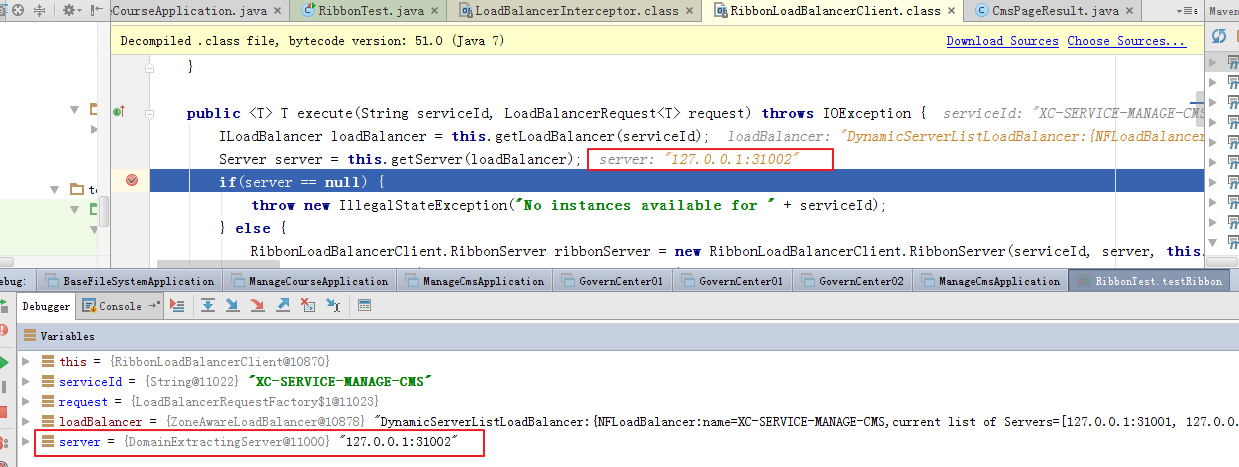 CourseApplication.java × RibbonTest.java × LoadBalancerInterceptor.class × RibbonLoadBalancerClient.class × CmsPageResult.java × Maven
Decompiled .class file, bytecode version: 51.0 (Java 7) Download Sources Choose Sources...
}
public <T> T execute(String serviceId, LoadBalancerRequest<T> request) throws IOException { serviceId: "XC-SERVICE-MANAGE-CMS
ILoadBalancer loadBalancer = this.getLoadBalancer(serviceId); loadBalancer: "DynamicServerListLoadBalancer:{NFLoadBalancer
Server server = this.getServer(loadBalancer); server: "127.0.0.1:31002"
if(server == null) {
throw new IllegalStateException("No instances available for " + serviceId);
} else {
RibbonLoadBalancerClient.RibbonServer ribbonServer = new RibbonLoadBalancerClient.RibbonServer(serviceId, server, this.
ebug: BaseFileSystemApplication ManageCourseApplication ManageCmsApplication GovernCenter01 GovernCenter01 GovernCenter02 ManageCmsApplication RibbonTest.testRibbon
Debugger Console
Variables
this = {RibbonLoadBalancerClient@10870}
serviceId = {String@11022} "XC-SERVICE-MANAGE-CMS"
request = {LoadBalancerRequestFactory$1@11023}
loadBalancer = {ZoneAwareLoadBalancer@10878} "DynamicServerListLoadBalancer:{NFLoadBalancer:name=XC-SERVICE-MANAGE-CMS,current list of Servers=[127.0.0.1:31001, 127.0.
server = {DomainExtractingServer@11000} "127.0.0.1:31002"